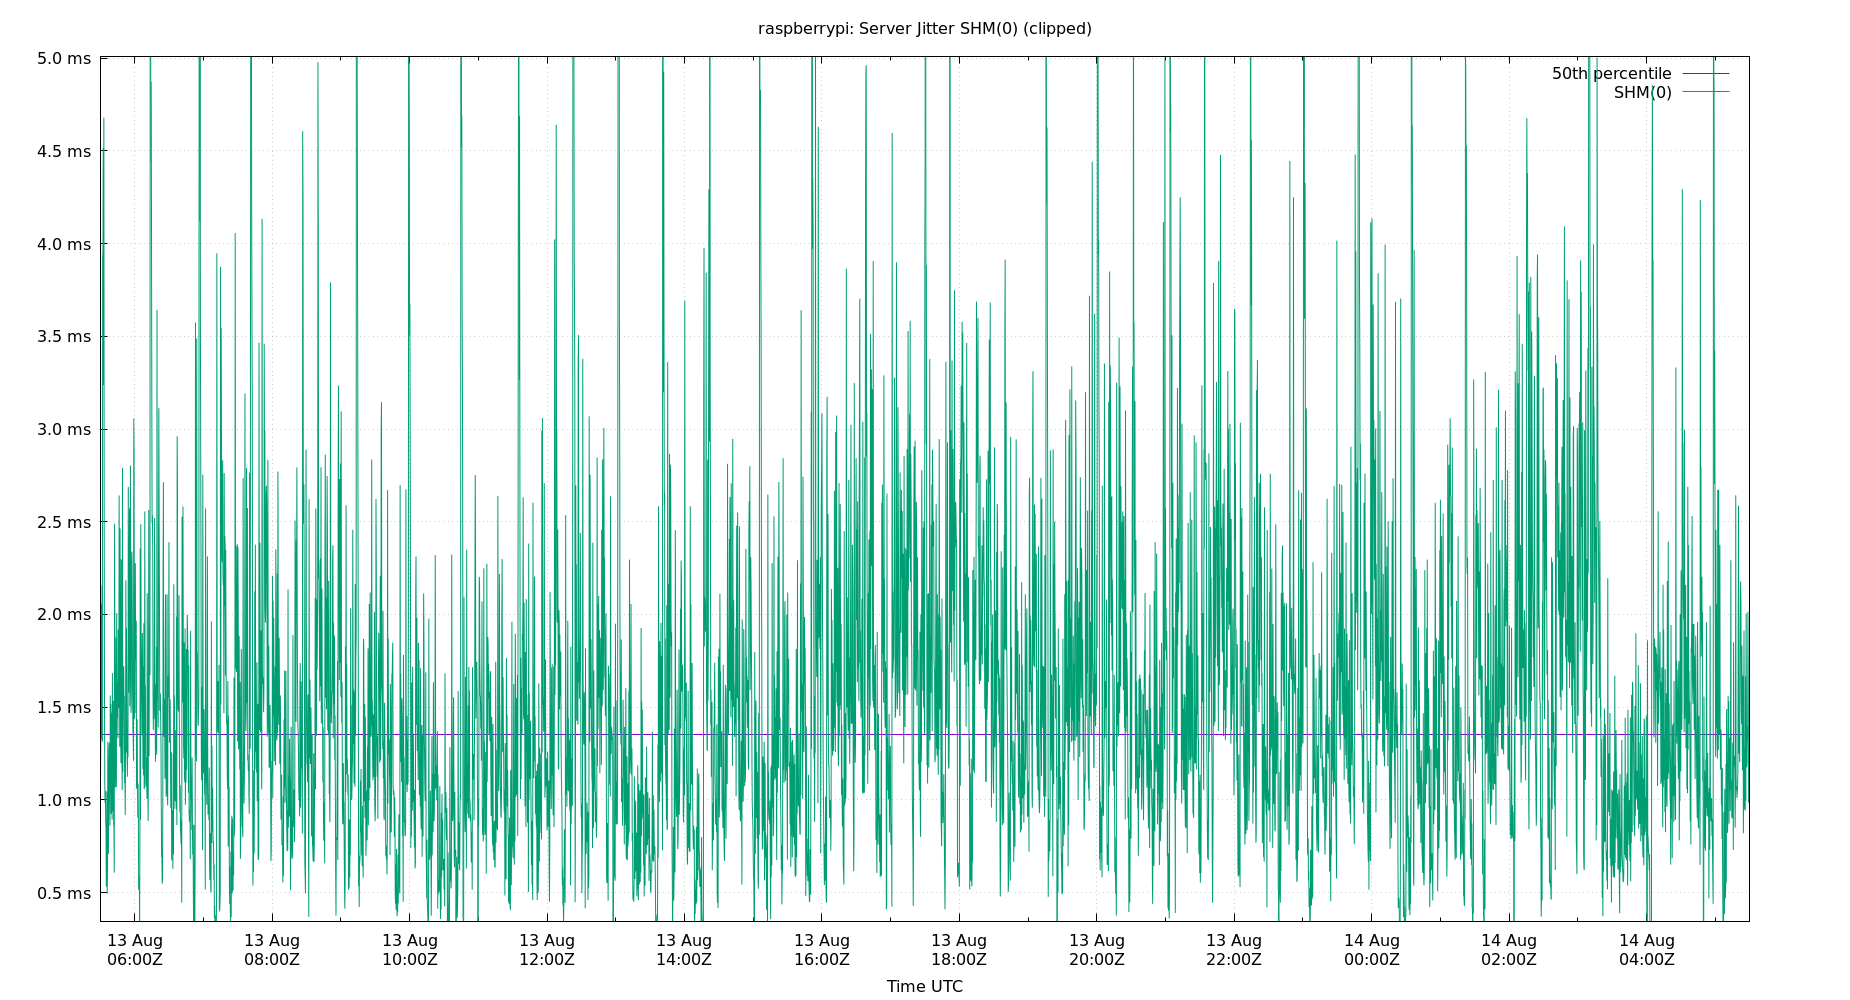 raspberrypi: Server Jitter SHM(0) (clipped)
5.0 ms
4.5 ms
4.0 ms
3.5 ms
3.0 ms
2.5 ms
2.0 ms
1.5 ms
1.0 ms
0.5 ms
50th percentile
SHM(0)
13 Aug 13 Aug 13 Aug 13 Aug 13 Aug 13 Aug 13 Aug 13 Aug 13 Aug 14 Aug 14 Aug 14 Aug
06:00Z 08:00Z 10:00Z 12:00Z 14:00Z 16:00Z 18:00Z 20:00Z 22:00Z 00:00Z 02:00Z 04:00Z
Time UTC